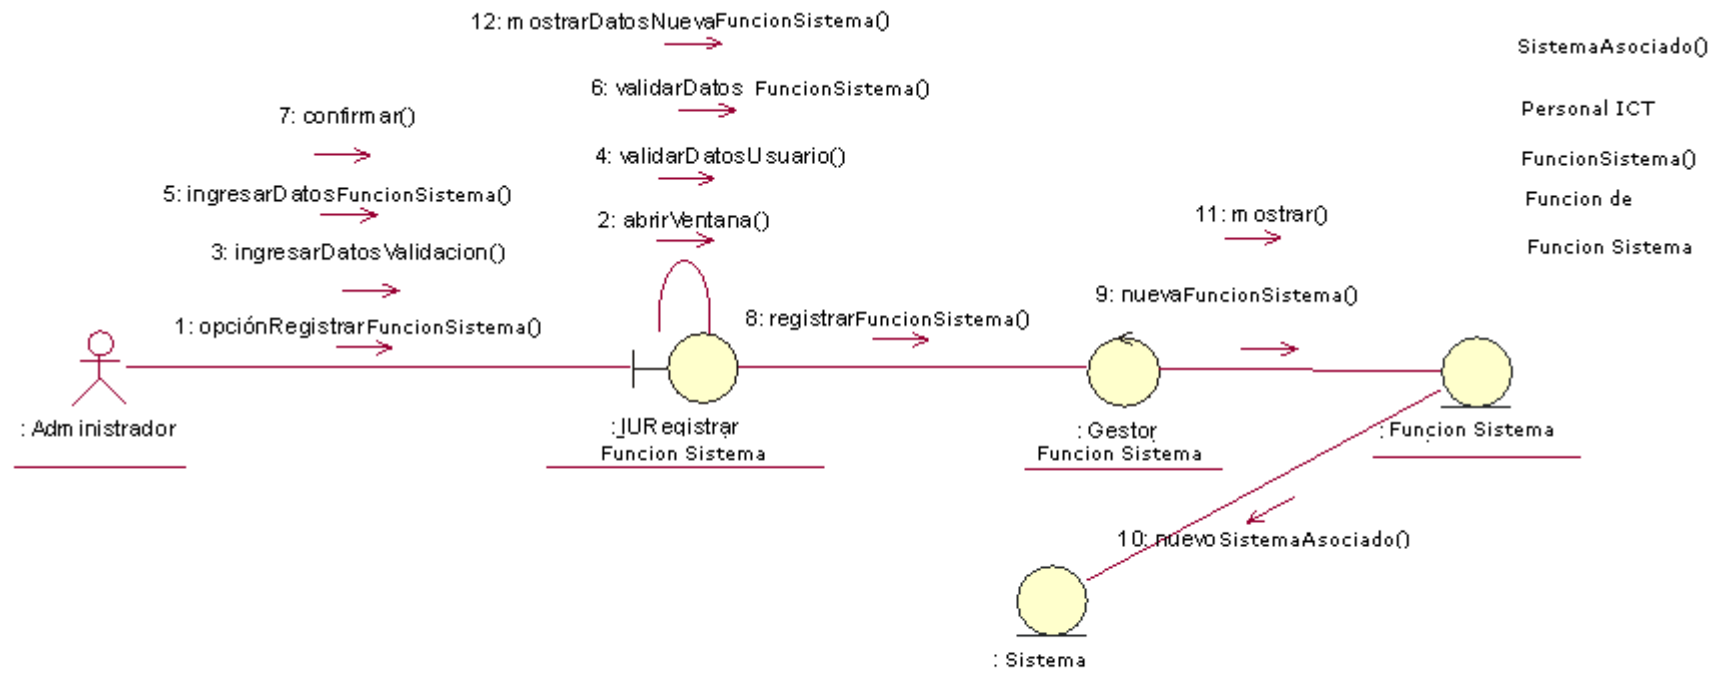 12: mostrarDatosNuevaFuncionSistema()
SistemaAsociado()
6: validarDatos FuncionSistema()
7: confirmar()
Personal ICT
4: validarDatosUsuario()
FuncionSistema()
5: ingresarDatosFuncionSistema()
Funcion de
2: abrirVentana()
11: mostrar()
3: ingresarDatosValidacion()
Funcion Sistema
9: nuevaFuncionSistema()
1: opciónRegistrarFuncionSistema()
8: registrarFuncionSistema()
: Administrador
: IURegistrar
Funcion Sistema
: Gestor
Funcion Sistema
: Funcion Sistema
10: nuevoSistemaAsociado()
: Sistema